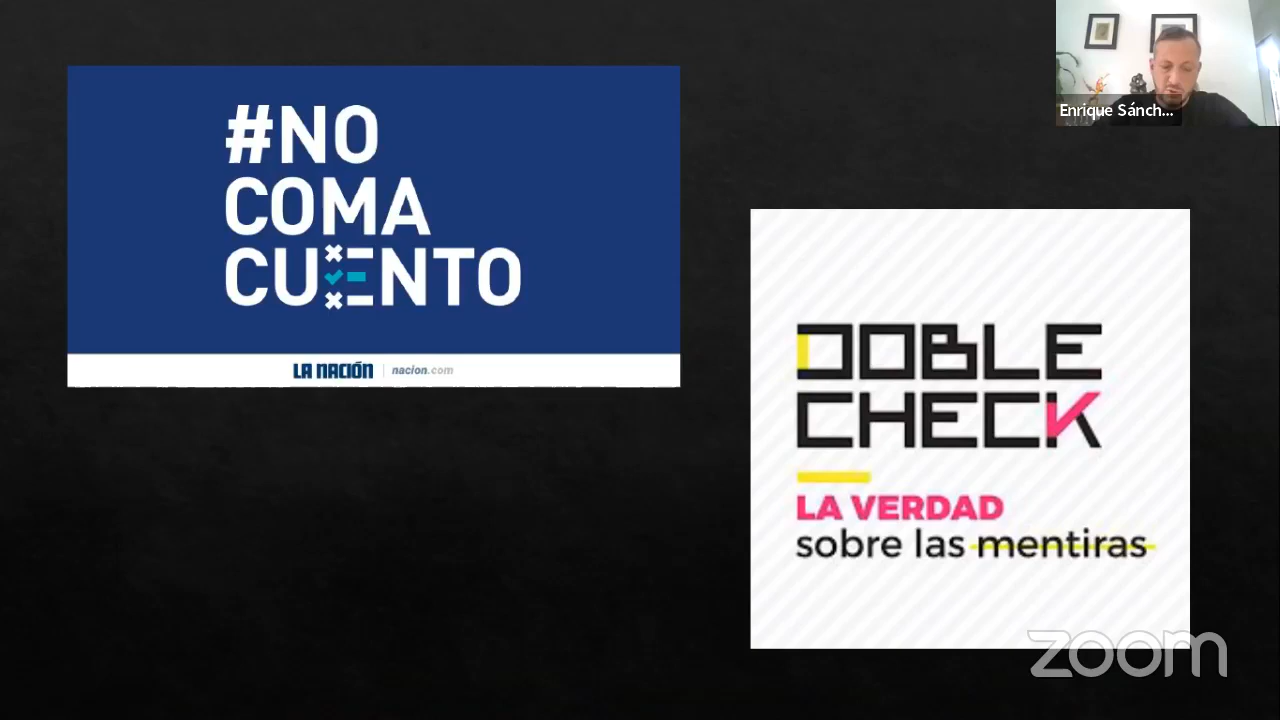 #NO
COMA
CUENTO
LA NACIÓN | nacion.com
Enrique Sánch...
DOBLE
CHECK
LA VERDAD
sobre las mentiras
zoom